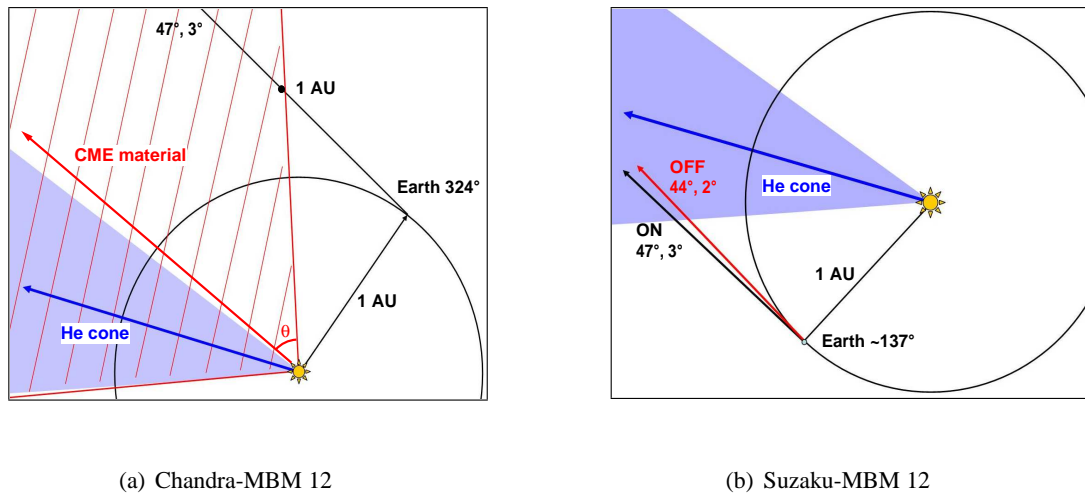 47°, 3°
1 AU
CME material
Earth 324°
θ
1 AU
He cone
(a) Chandra-MBM 12
OFF
44°, 2°
He cone
ON
47°, 3°
1 AU
Earth ~137°
(b) Suzaku-MBM 12